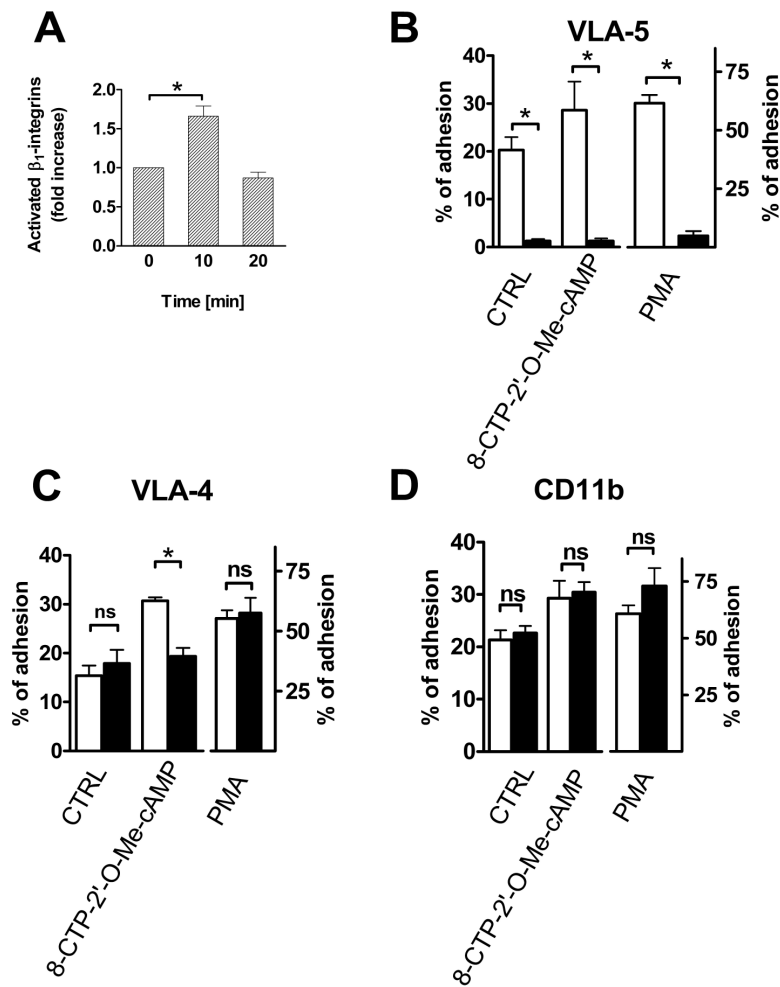 A
Activated β1-integrins
(fold increase)
2.0
1.5
1.0
0.5
0.0
*
0 10 20
Time [min]
B
VLA-5
% of adhesion
40
30
20
10
0
* * *
75
50
25
% of adhesion
CTRL
8-CTP-2'-O-Me-cAMP
PMA
C
VLA-4
% of adhesion
40
30
20
10
0
ns * ns
75
50
25
% of adhesion
CTRL
8-CTP-2'-O-Me-cAMP
PMA
D
CD11b
% of adhesion
40
30
20
10
0
ns ns ns
75
50
25
% of adhesion
CTRL
8-CTP-2'-O-Me-cAMP
PMA